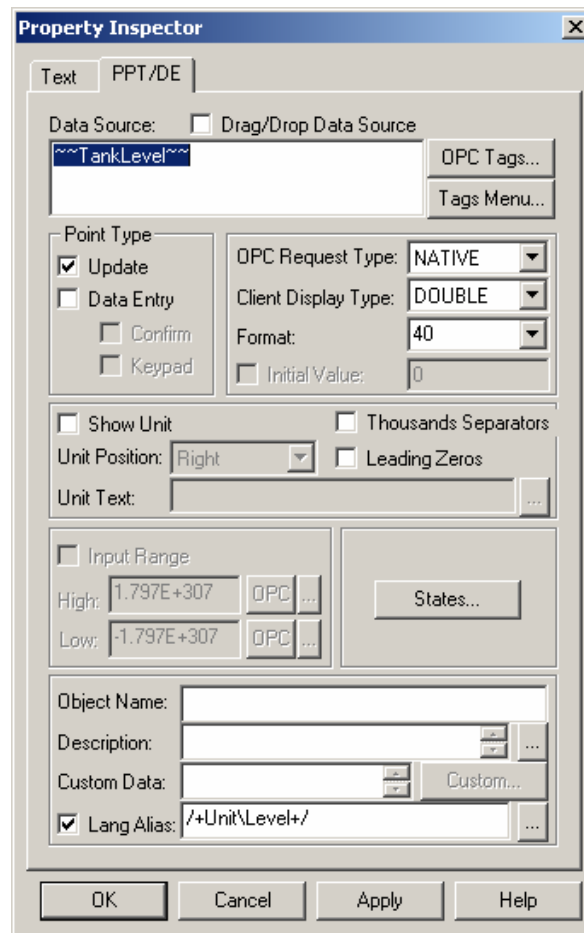 Property Inspector
Text PPT/DE
Data Source: Drag/Drop Data Source
~~TankLevel~~
OPC Tags...
Tags Menu...
Point Type
Update
Data Entry
Confirm
Keypad
OPC Request Type: NATIVE
Client Display Type: DOUBLE
Format: 40
Initial Value: 0
Show Unit Thousands Separators
Unit Position: Right Leading Zeros
Unit Text: ...
Input Range
High: 1.797E+307 OPC ...
Low: -1.797E+307 OPC ...
States...
Object Name:
Description: ...
Custom Data: Custom...
Lang Alias: /+Unit\Level+/ ...
OK Cancel Apply Help